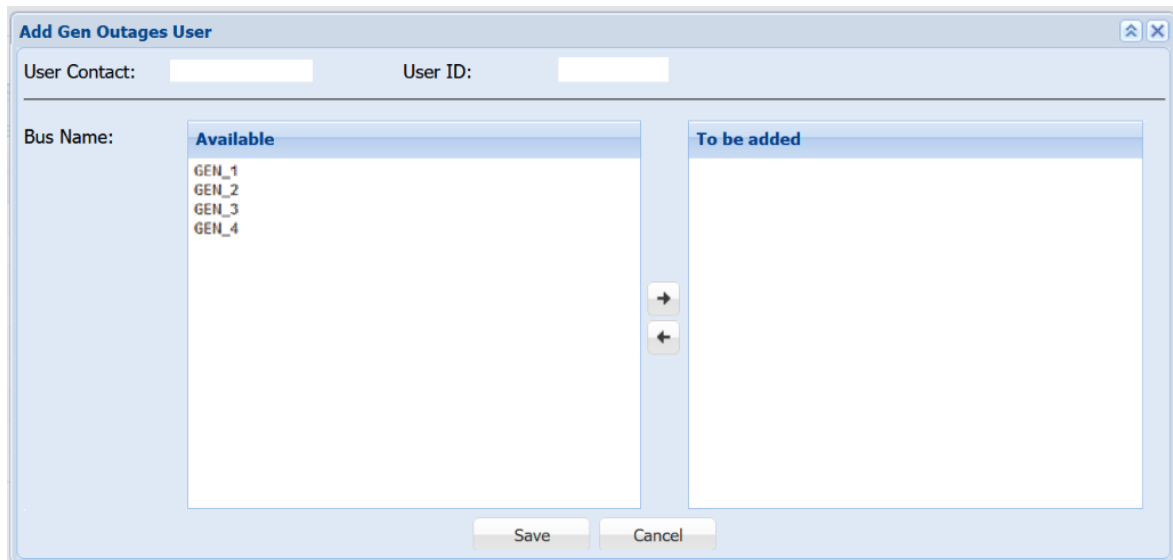 Add Gen Outages User
User Contact: User ID:
Bus Name:
Available
To be added
GEN_1
GEN_2
GEN_3
GEN_4
Save Cancel